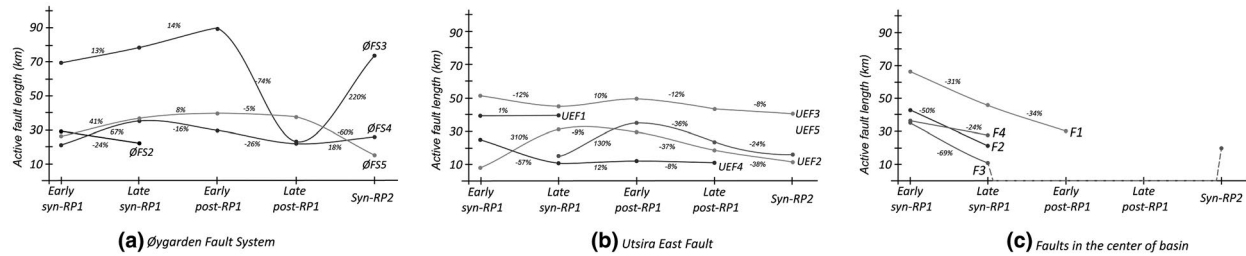 Active fault length (km)
90
70
50
30
10
13%
14%
-74%
220%
ØFS3
41%
8%
-5%
67%
-16%
-24%
-26%
18%
-60%
ØFS2
ØFS4
ØFS5
Early syn-RP1
Late syn-RP1
Early post-RP1
Late post-RP1
Syn-RP2
(a) Øygarden Fault System
Active fault length (km)
90
70
50
30
10
-12%
10%
-12%
-8%
1%
UEF1
UEF3
UEF5
310%
-9%
-36%
130%
-37%
-24%
-57%
12%
-8%
-38%
UEF4
UEF2
Early syn-RP1
Late syn-RP1
Early post-RP1
Late post-RP1
Syn-RP2
(b) Utsira East Fault
Active fault length (km)
90
70
50
30
10
-31%
-34%
-50%
-24%
-69%
F1
F4
F2
F3
Early syn-RP1
Late syn-RP1
Early post-RP1
Late post-RP1
Syn-RP2
(c) Faults in the center of basin